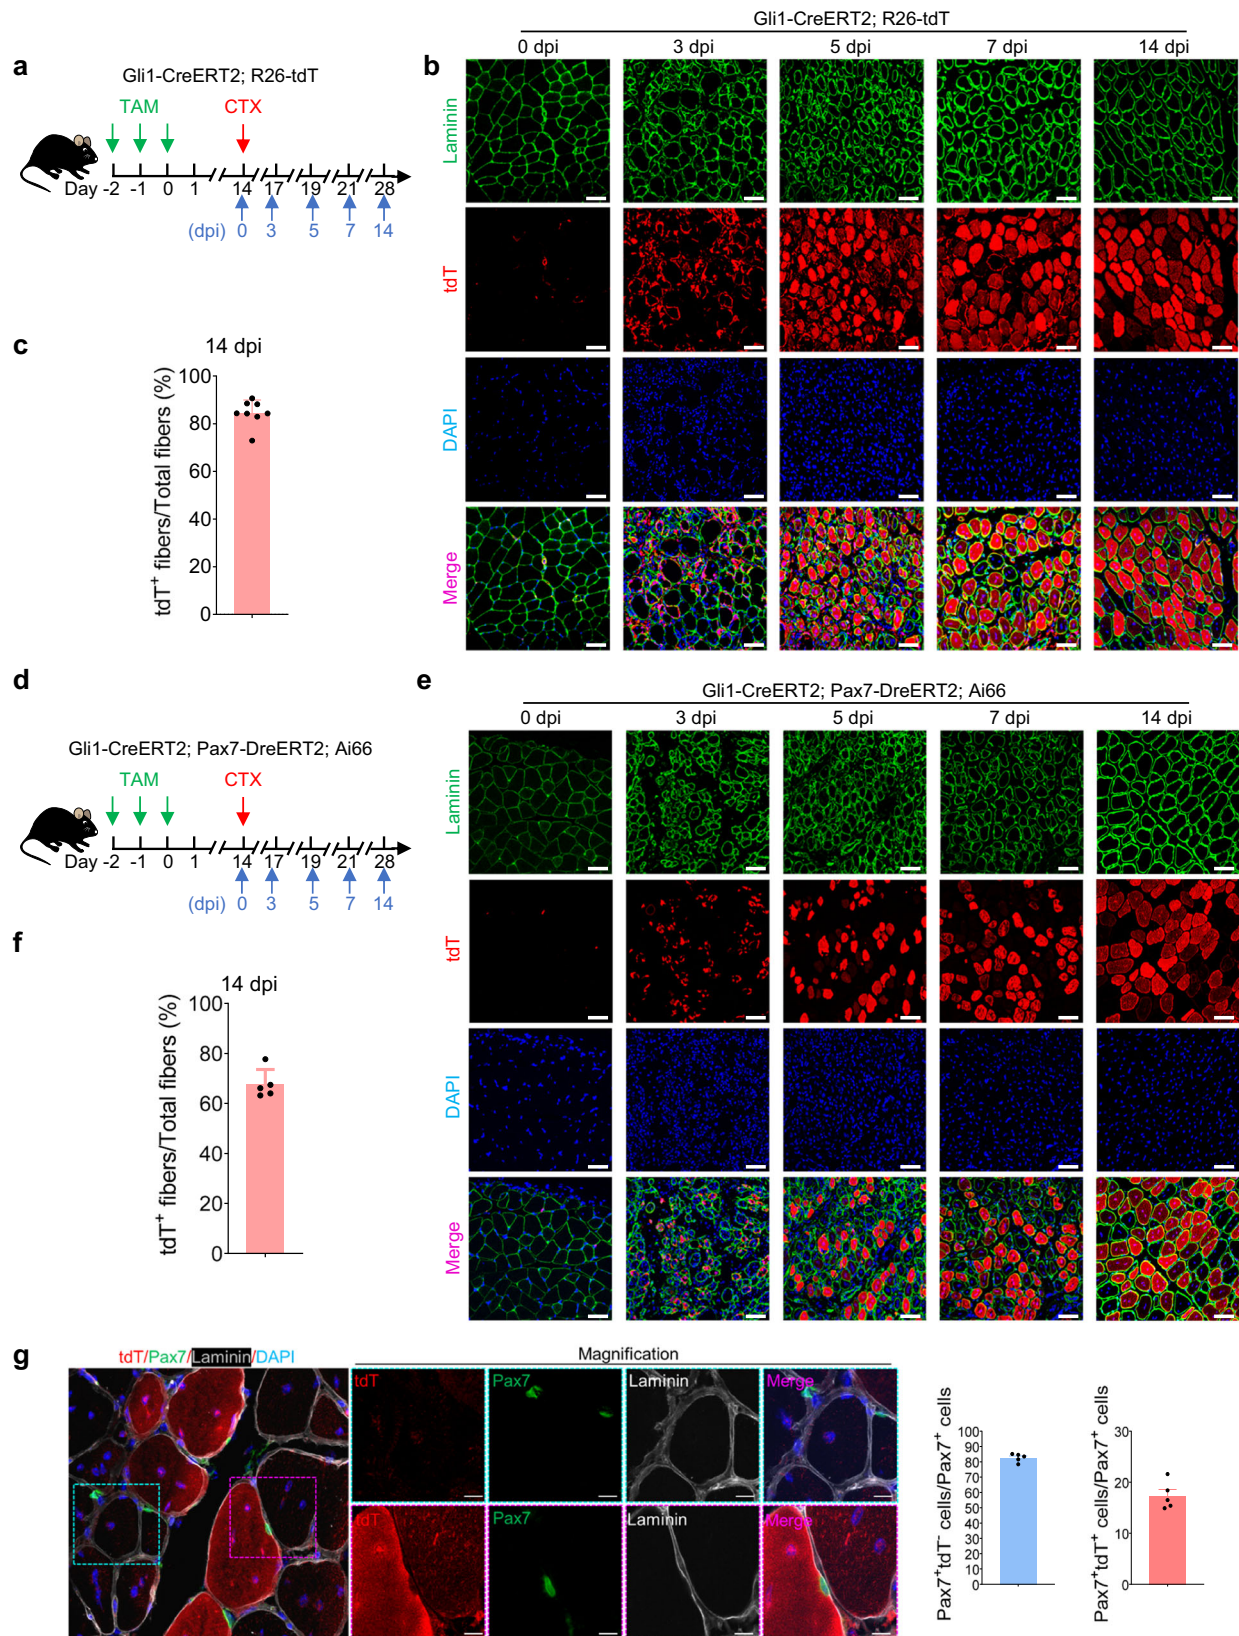 a
Gli1-CreERT2; R26-tdT
TAM CTX
Day -2 -1 0 1 14 17 19 21 28
(dpi) 0 3 5 7 14
b
Gli1-CreERT2; R26-tdT
0 dpi 3 dpi 5 dpi 7 dpi 14 dpi
Laminin
tdT
DAPI
Merge
c
14 dpi
tdT⁺ fibers/Total fibers (%)
100
80
60
40
20
0
d
Gli1-CreERT2; Pax7-DreERT2; Ai66
TAM CTX
Day -2 -1 0 1 14 17 19 21 28
(dpi) 0 3 5 7 14
e
Gli1-CreERT2; Pax7-DreERT2; Ai66
0 dpi 3 dpi 5 dpi 7 dpi 14 dpi
Laminin
tdT
DAPI
Merge
f
14 dpi
tdT⁺ fibers/Total fibers (%)
100
80
60
40
20
0
g
tdT/Pax7/Laminin/DAPI
Magnification
tdT Pax7 Laminin Merge
tdT Pax7 Laminin Merge
Pax7⁺tdT⁻ cells/Pax7⁺ cells
100
90
80
70
60
50
40
30
20
10
0
Pax7⁺tdT⁺ cells/Pax7⁺ cells
30
20
10
0